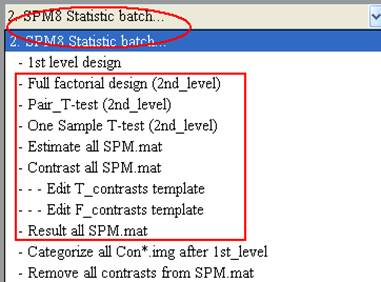 2. SPM8 Statistic batch...
2. SPM8 Statistic batch...
- 1st level design
- Full factorial design (2nd_level)
- Pair_T-test (2nd_level)
- One Sample T-test (2nd_level)
- Estimate all SPM.mat
- Contrast all SPM.mat
- - - Edit T_contrasts template
- - - Edit F_contrasts template
- Result all SPM.mat
- Categorize all Con*.img after 1st_level
- Remove all contrasts from SPM.mat